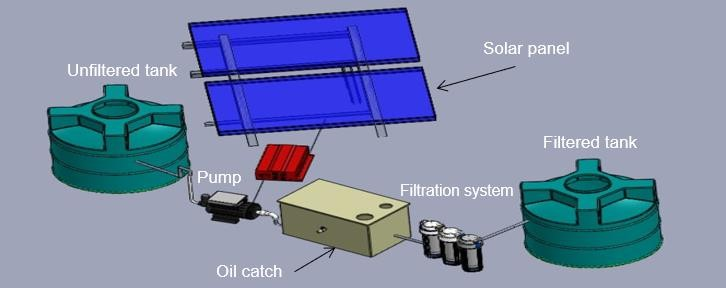 Solar panel
Unfiltered tank
Filtered tank
Pump
Filtration system
Oil catch